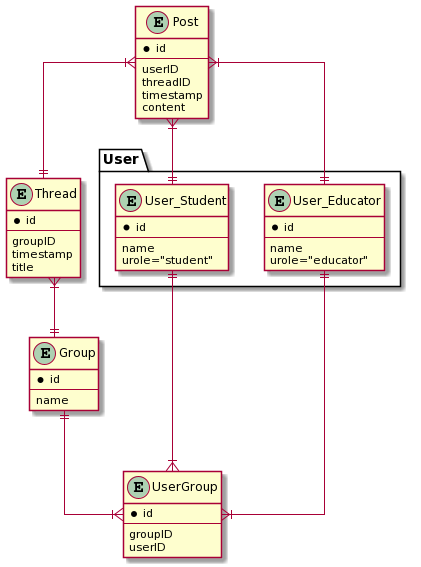 E Post
* id
userID
threadID
timestamp
content
User
E Thread
* id
groupID
timestamp
title
E User_Student
* id
name
urole="student"
E User_Educator
* id
name
urole="educator"
E Group
* id
name
E UserGroup
* id
groupID
userID